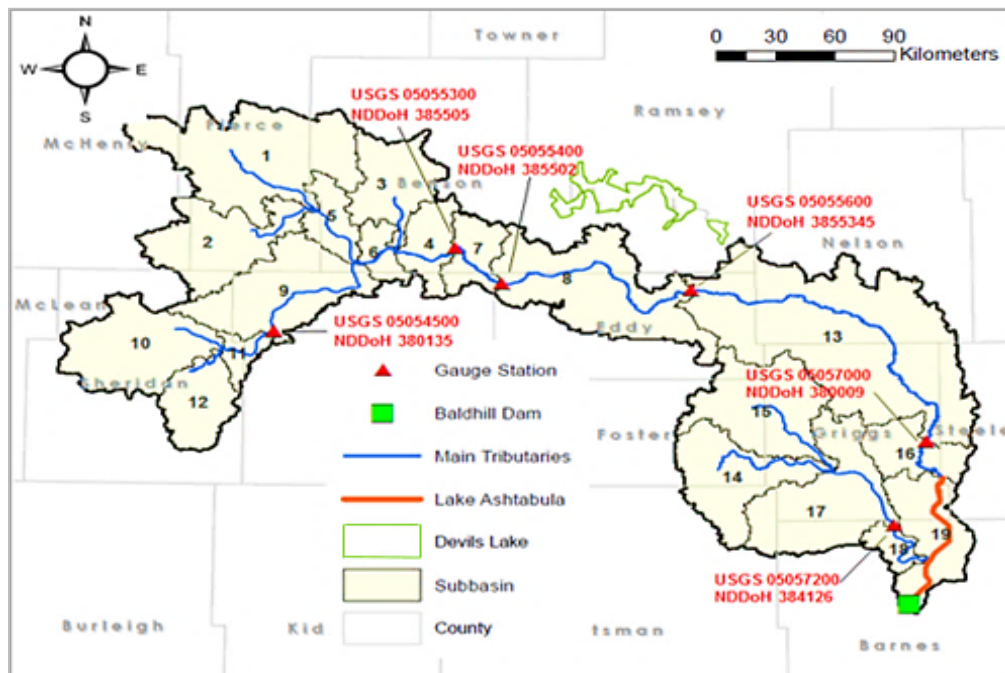 N
W E
S
Towner
0 30 60 90
Kilometers
USGS 05055300
NDDoH 385505
Ramsey
Pierce
McHenry
USGS 05055400
NDDoH 385502
1
3
Benson
USGS 05055600
NDDoH 3855345
5
2
6
4
7
Nelson
8
9
McLean
10
11
USGS 05054500
NDDoH 380135
Eddy
13
Sheridan
12
Gauge Station
USGS 05057000
NDDoH 380009
Baldhill Dam
15
Foster
Griggs
Steele
16
Main Tributaries
14
Lake Ashtabula
17
19
Devils Lake
18
Subbasin
USGS 05057200
NDDoH 384126
County
Burleigh
Kid
tsman
Barnes